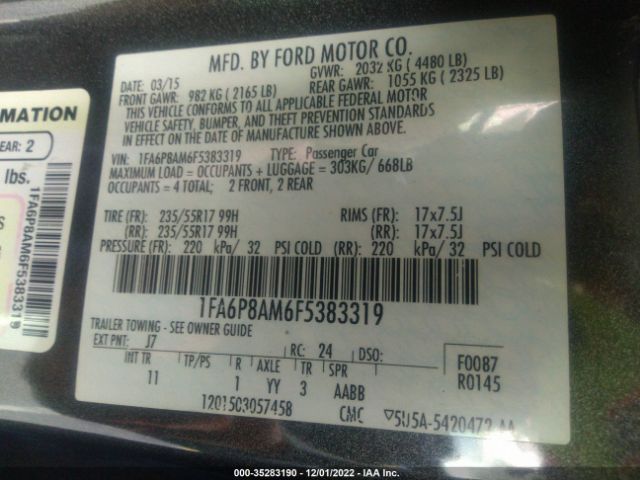 MFD. BY FORD MOTOR CO.
DATE: 03/15 GVWR: 2032 KG ( 4480 LB)
FRONT GAWR: 982 KG ( 2165 LB) REAR GAWR: 1055 KG ( 2325 LB)
THIS VEHICLE CONFORMS TO ALL APPLICABLE FEDERAL MOTOR
VEHICLE SAFETY, BUMPER, AND THEFT PREVENTION STANDARDS
IN EFFECT ON THE DATE OF MANUFACTURE SHOWN ABOVE.
VIN: 1FA6P8AM6F5383319 TYPE: Passenger Car
MAXIMUM LOAD = OCCUPANTS + LUGGAGE = 303KG/ 668LB
OCCUPANTS = 4 TOTAL; 2 FRONT, 2 REAR
TIRE (FR): 235/55R17 99H RIMS (FR): 17x7.5J
(RR): 235/55R17 99H (RR): 17x7.5J
PRESSURE (FR): 220 kPa/ 32 PSI COLD (RR): 220 kPa/ 32 PSI COLD
1FA6P8AM6F5383319
TRAILER TOWING - SEE OWNER GUIDE
EXT PNT: J7 RC: 24 DSO:
INT TR TP/PS R AXLE TR SPR
11 1 YY 3 AABB
F0087
R0145
1201503057458 CMC ▽5U5A-5420472-AA
RMATION
EAR: 2
lbs.
1FA6P8AM6F5383319
000-35283190 - 12/01/2022 - IAA Inc.